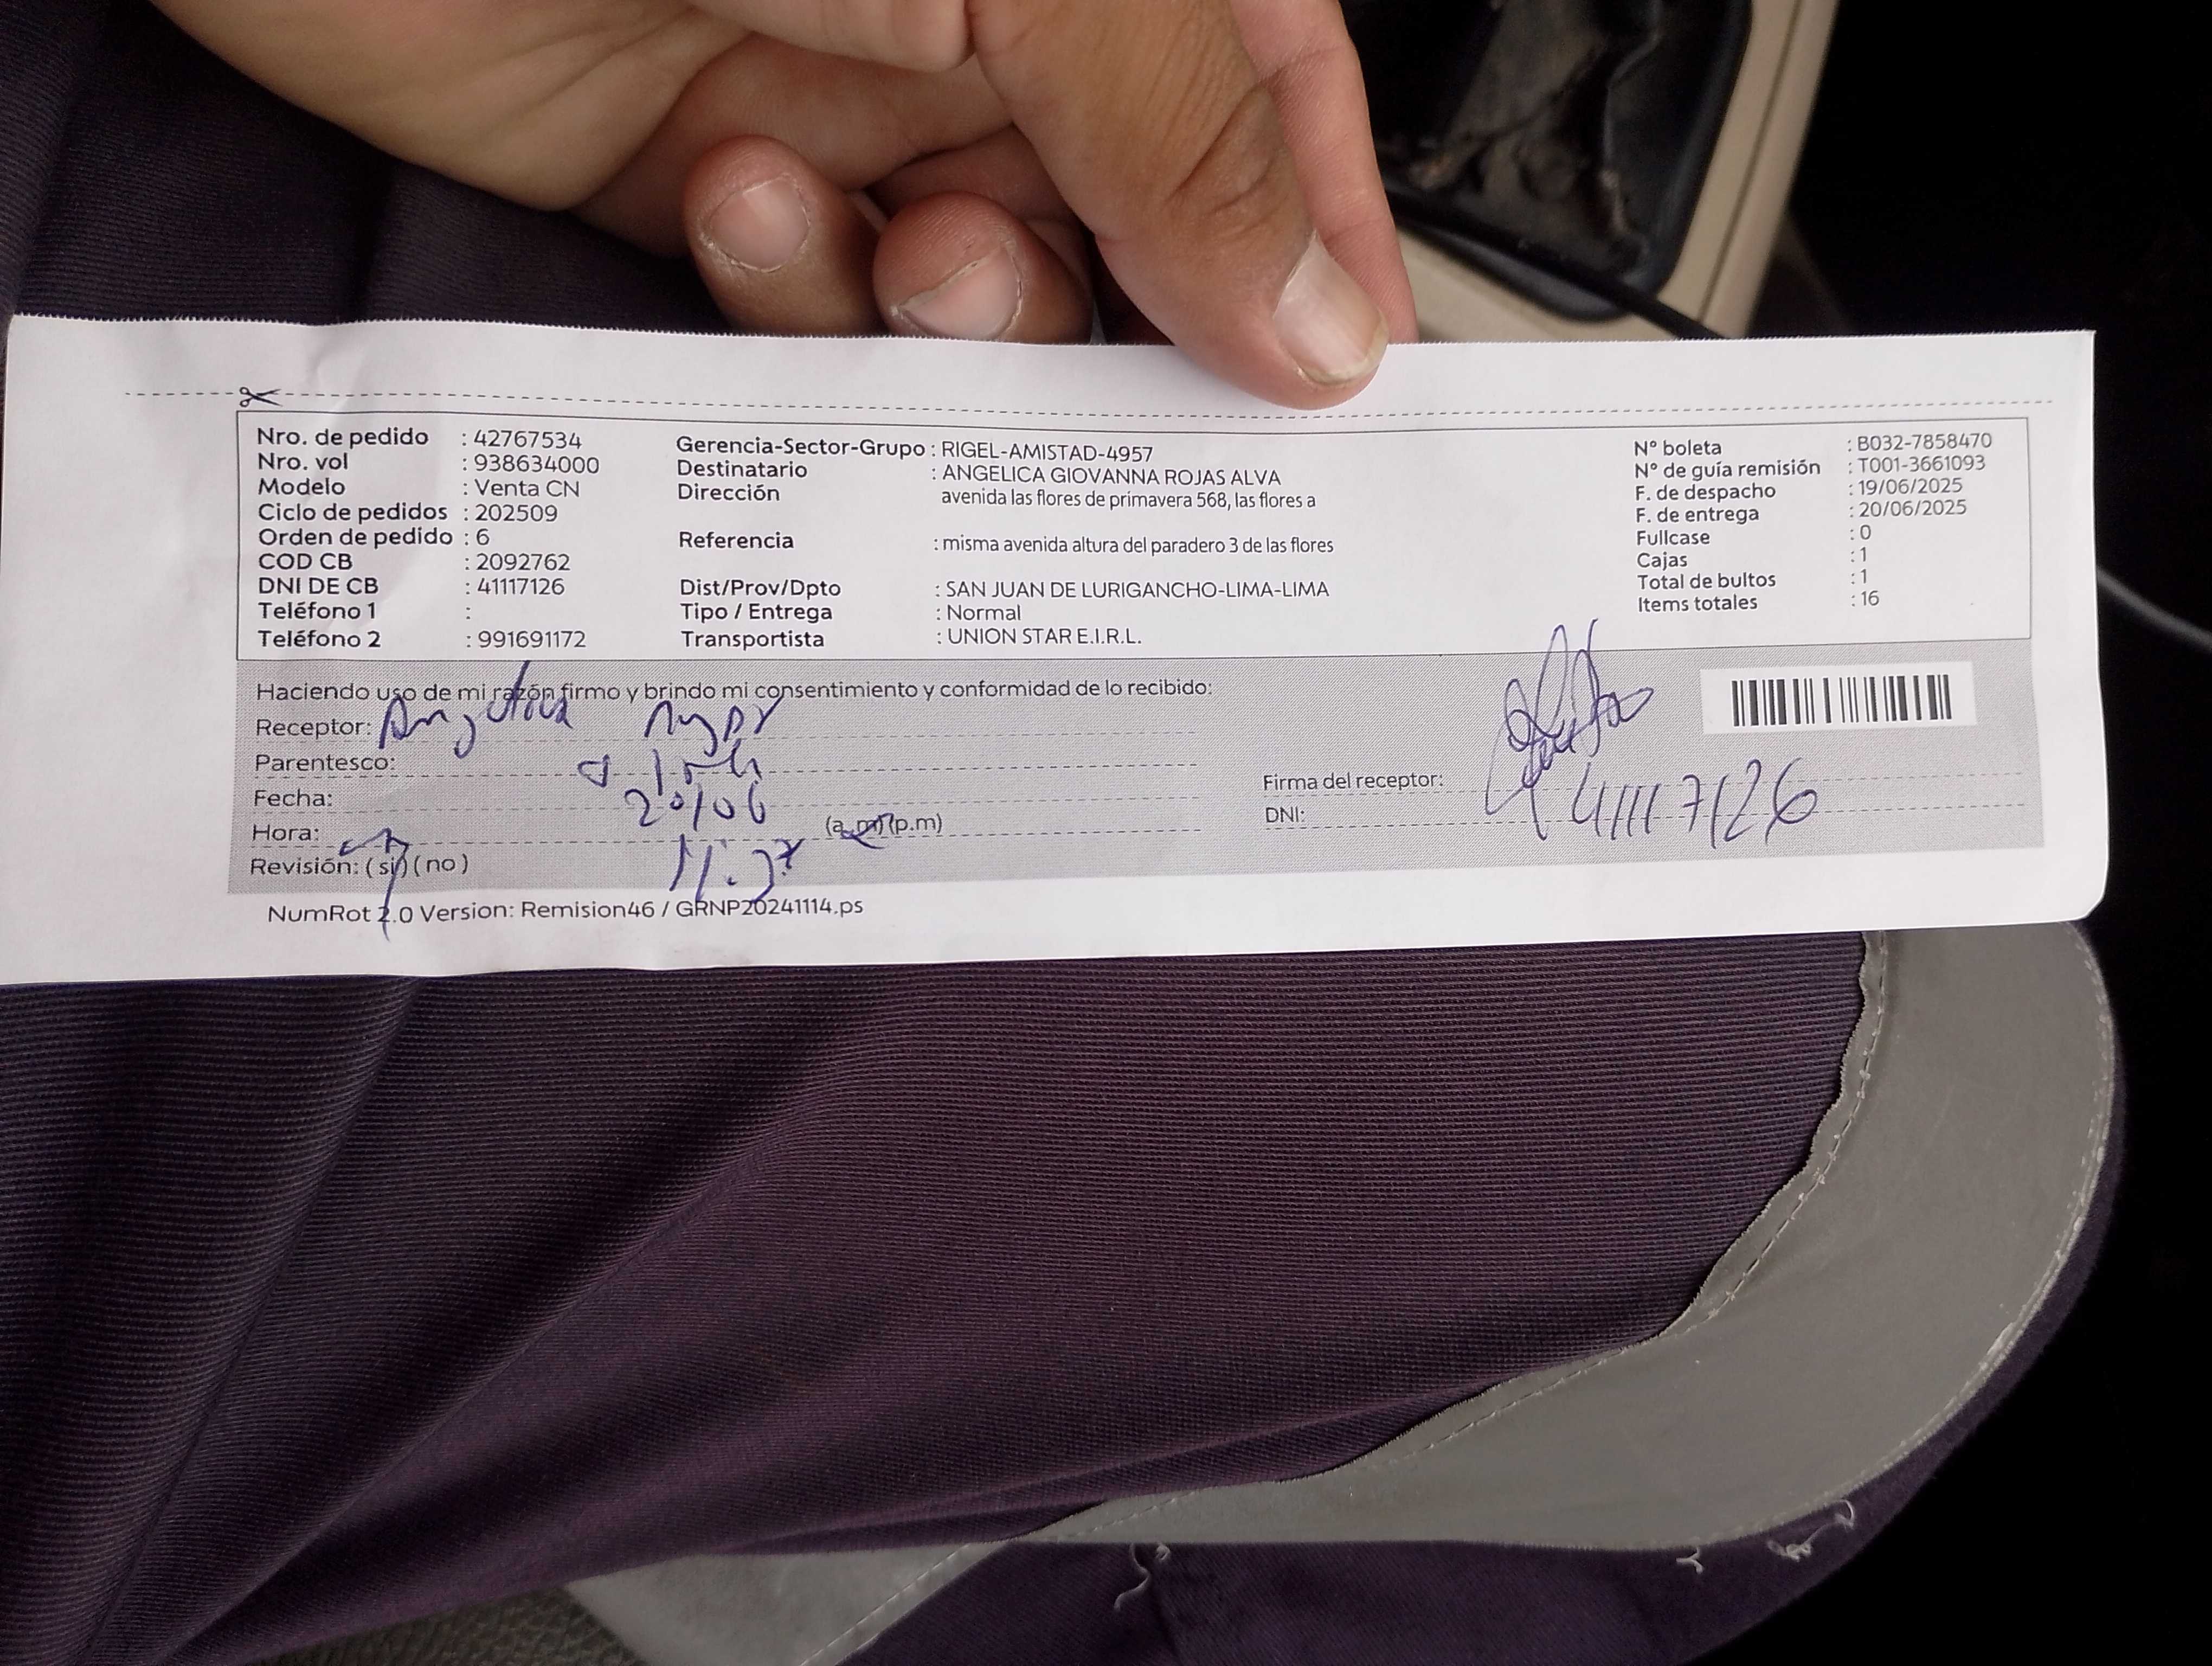 Nro. de pedido : 42767534
Nro. vol : 938634000
Modelo : Venta CN
Ciclo de pedidos : 202509
Orden de pedido : 6
COD CB : 2092762
DNI DE CB : 41117126
Teléfono 1 :
Teléfono 2 : 991691172
Gerencia-Sector-Grupo : RIGEL-AMISTAD-4957
Destinatario : ANGELICA GIOVANNA ROJAS ALVA
Dirección avenida las flores de primavera 568, las flores a
Referencia : misma avenida altura del paradero 3 de las flores
Dist/Prov/Dpto : SAN JUAN DE LURIGANCHO-LIMA-LIMA
Tipo / Entrega : Normal
Transportista : UNION STAR E.I.R.L.
N° boleta : B032-7858470
N° de guía remisión : T001-3661093
F. de despacho : 19/06/2025
F. de entrega : 20/06/2025
Fullcase : 0
Cajas : 1
Total de bultos : 1
Items totales : 16
Haciendo uso de mi razón firmo y brindo mi consentimiento y conformidad de lo recibido:
Receptor: Angelica
Parentesco:
Fecha: 20/06
Hora: (a.m) (p.m)
Revisión: (si) (no)
Firma del receptor:
DNI: 41117126
NumRot 2.0 Version: Remision46 / GRNP20241114.ps